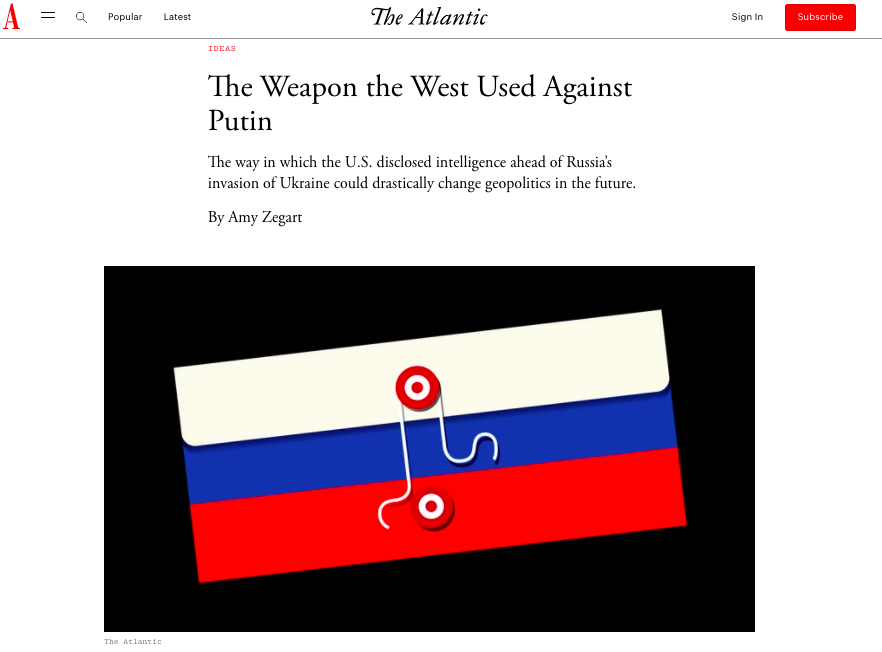 A
Popular
Latest
The Atlantic
Sign In
Subscribe
IDEAS
The Weapon the West Used Against
Putin
The way in which the U.S. disclosed intelligence ahead of Russia’s
invasion of Ukraine could drastically change geopolitics in the future.
By Amy Zegart
The Atlantic